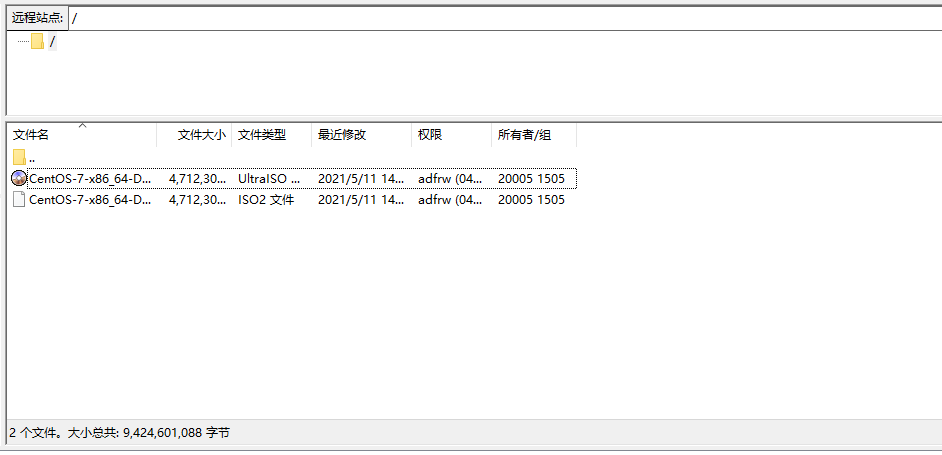 远程站点: /
/
文件名 文件大小 文件类型 最近修改 权限 所有者/组
..
CentOS-7-x86_64-D... 4,712,30... UltraISO ... 2021/5/11 14... adfrw (04... 20005 1505
CentOS-7-x86_64-D... 4,712,30... ISO2 文件 2021/5/11 14... adfrw (04... 20005 1505
2 个文件。大小总共: 9,424,601,088 字节